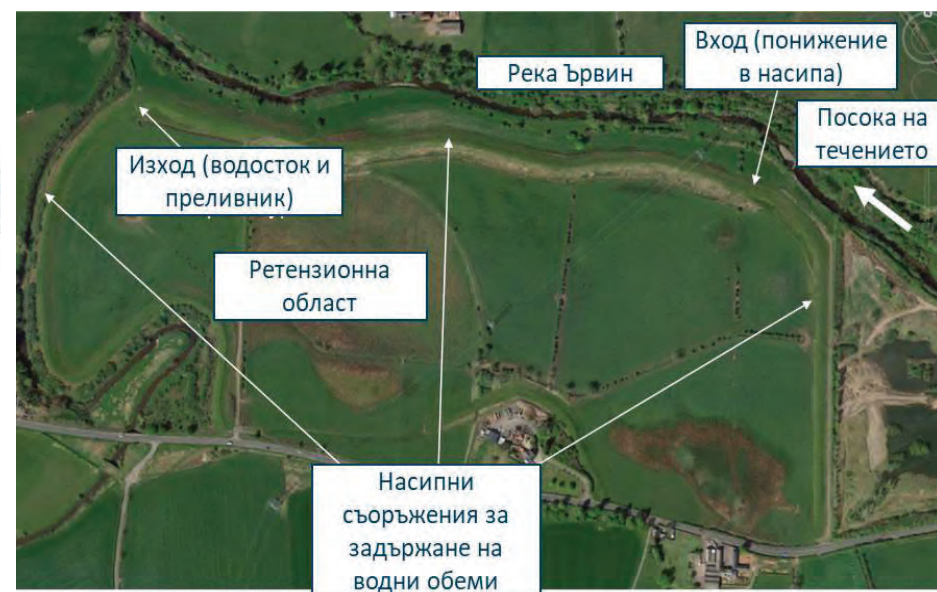 Вход (понижение
в насипа)
Река Ървин
Посока на
течението
Изход (водосток и
преливник)
Ретензионна
област
Насипни
съоръжения за
задържане на
водни обеми